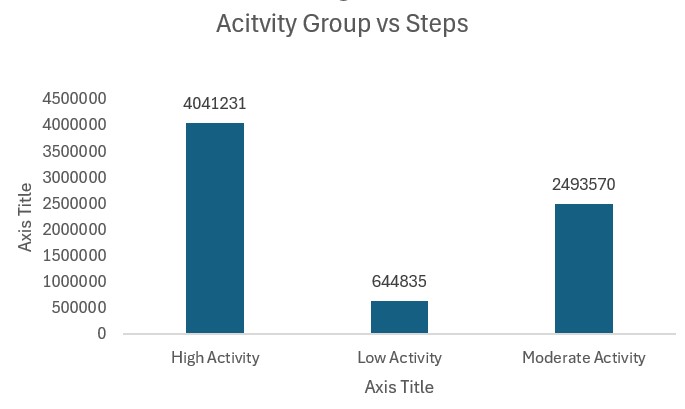 Acitvity Group vs Steps
4500000
4000000
3500000
3000000
2500000
2000000
1500000
1000000
500000
0
Axis Title
4041231
644835
2493570
High Activity
Low Activity
Moderate Activity
Axis Title